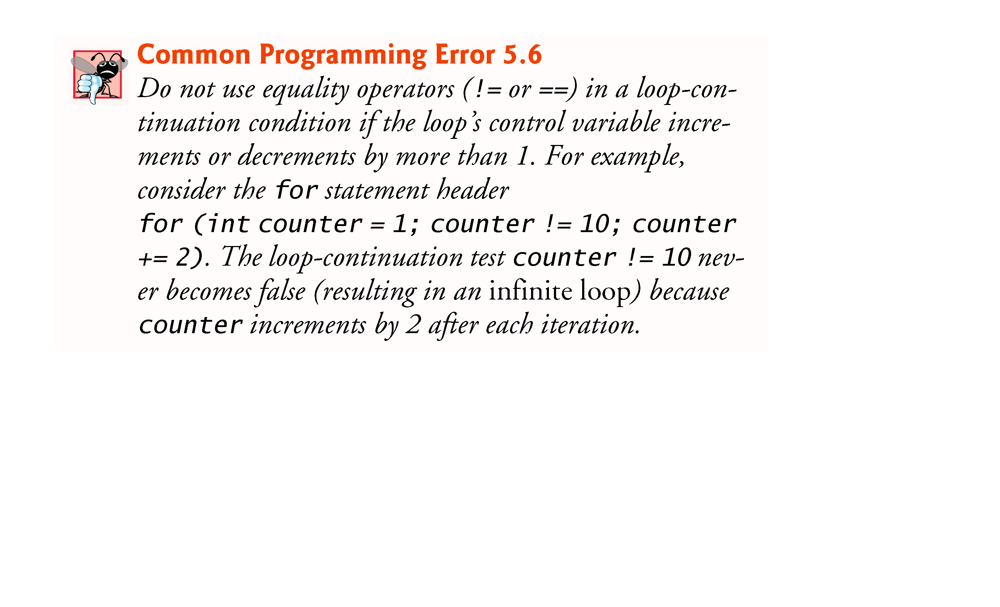 Common Programming Error 5.6
Do not use equality operators (!= or ==) in a loop-con-
tinuation condition if the loop’s control variable incre-
ments or decrements by more than 1. For example,
consider the for statement header
for (int counter = 1; counter != 10; counter
+= 2). The loop-continuation test counter != 10 nev-
er becomes false (resulting in an infinite loop) because
counter increments by 2 after each iteration.